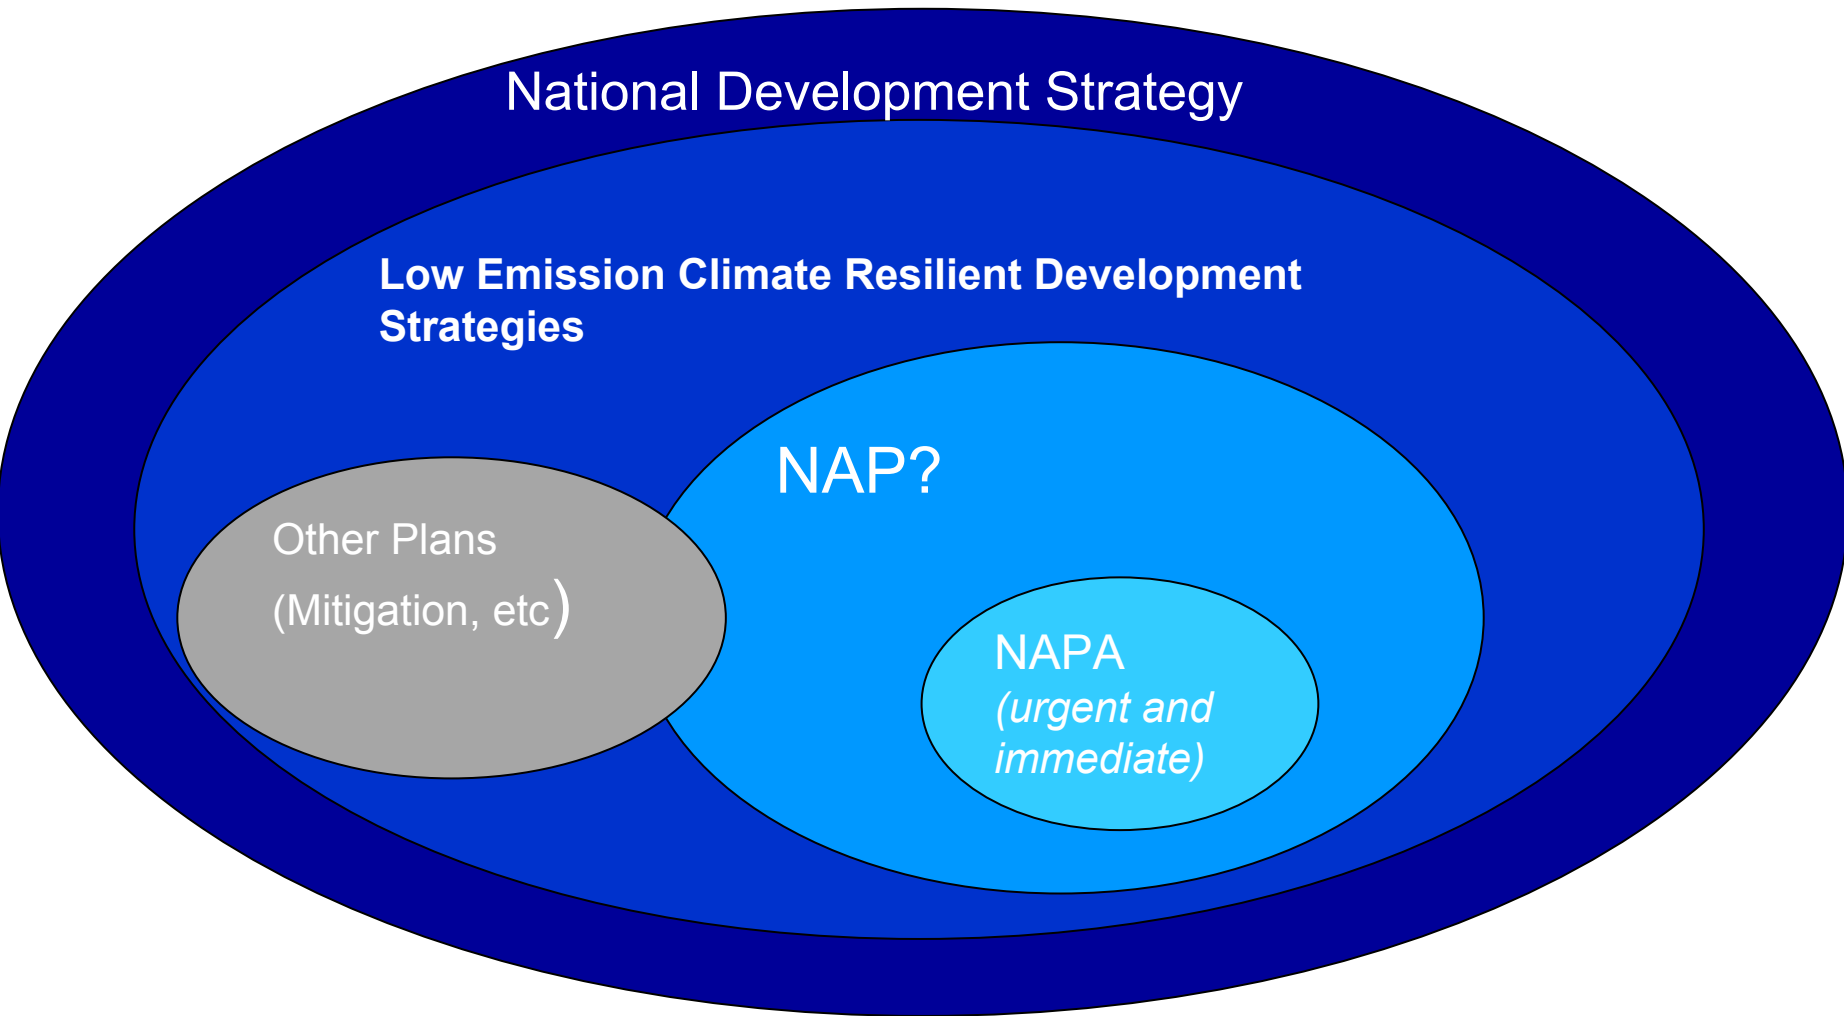 National Development Strategy
Low Emission Climate Resilient Development
Strategies
NAP?
Other Plans
(Mitigation, etc)
NAPA
(urgent and
immediate)